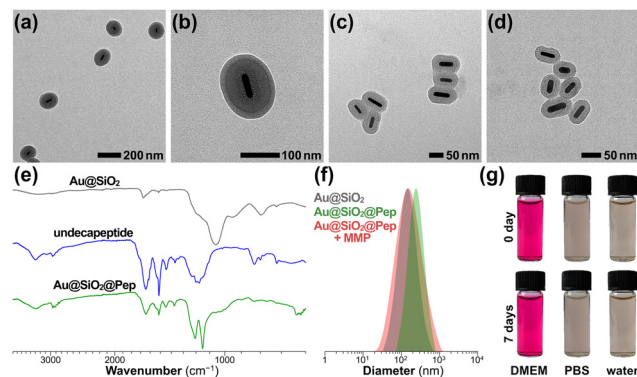 (a)
(b)
(c)
(d)
200 nm
100 nm
50 nm
50 nm
(e)
Au@SiO₂
undecapeptide
Au@SiO₂@Pep
3000
2000
1000
Wavenumber (cm⁻¹)
(f)
Au@SiO₂
Au@SiO₂@Pep
Au@SiO₂@Pep
+ MMP
1
10¹
10²
10³
10⁴
Diameter (nm)
(g)
0 day
7 days
DMEM
PBS
water